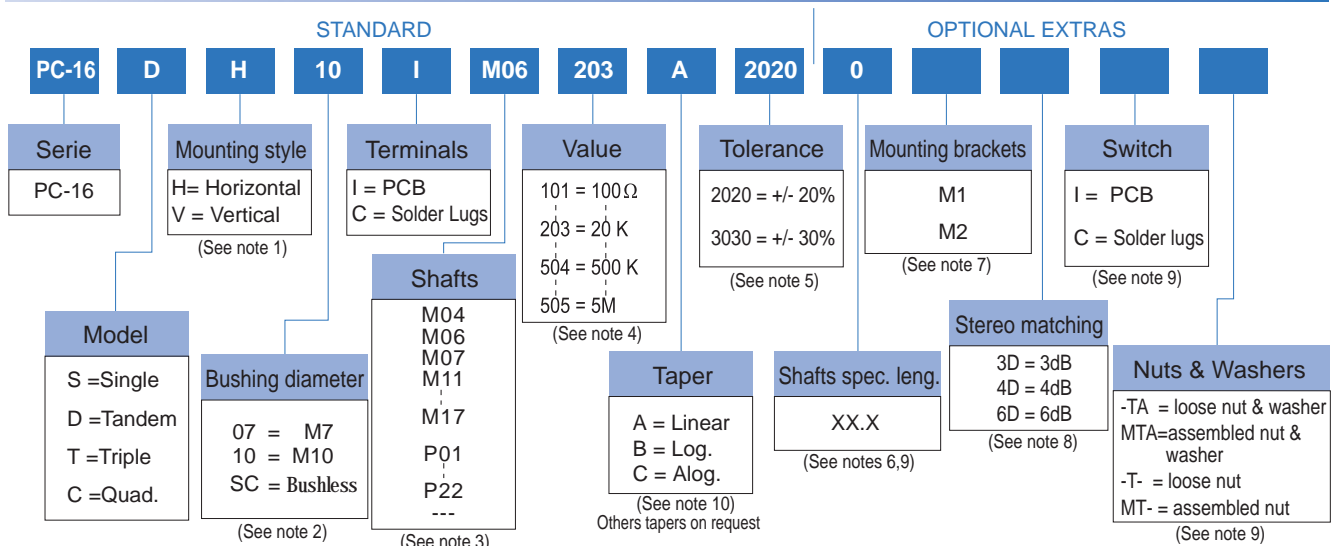 STANDARD
OPTIONAL EXTRAS
PC-16 D H 10 I M06 203 A 2020 0
Serie
PC-16
Mounting style
H= Horizontal
V = Vertical
(See note 1)
Terminals
I = PCB
C = Solder Lugs
Value
101 = 100Ω
203 = 20 K
504 = 500 K
505 = 5M
(See note 4)
Tolerance
2020 = +/- 20%
3030 = +/- 30%
(See note 5)
Mounting brackets
M1
M2
(See note 7)
Switch
I = PCB
C = Solder lugs
(See note 9)
Model
S =Single
D =Tandem
T =Triple
C =Quad.
Bushing diameter
07 = M7
10 = M10
SC = Bushless
(See note 2)
Shafts
M04
M06
M07
M11
M17
P01
P22
---
(See note 3)
Taper
A = Linear
B = Log.
C = Alog.
(See note 10)
Others tapers on request
Shafts spec. leng.
XX.X
(See notes 6,9)
Stereo matching
3D = 3dB
4D = 4dB
6D = 6dB
(See note 8)
Nuts & Washers
-TA = loose nut & washer
MTA=assembled nut &
washer
-T- = loose nut
MT- = assembled nut
(See note 9)